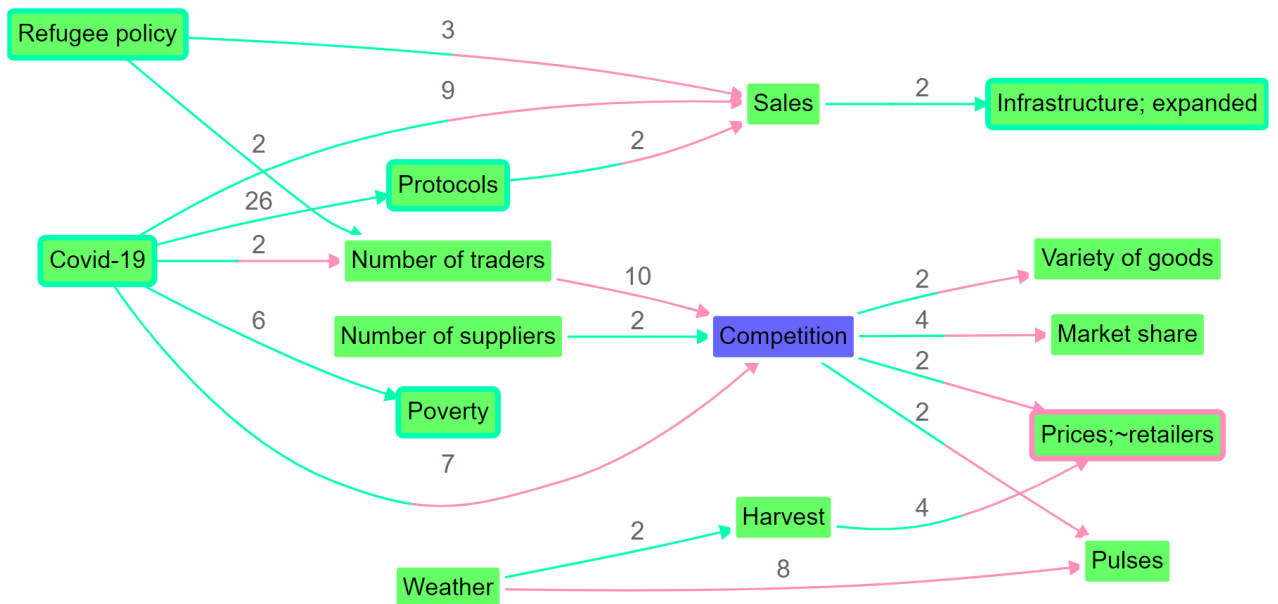 Refugee policy
3
9
Sales
2
Infrastructure; expanded
2
2
Protocols
26
Covid-19
2
Number of traders
10
Variety of goods
2
Number of suppliers
2
Competition
4
Market share
6
2
Poverty
2
Prices;~retailers
7
Harvest
4
2
Weather
8
Pulses